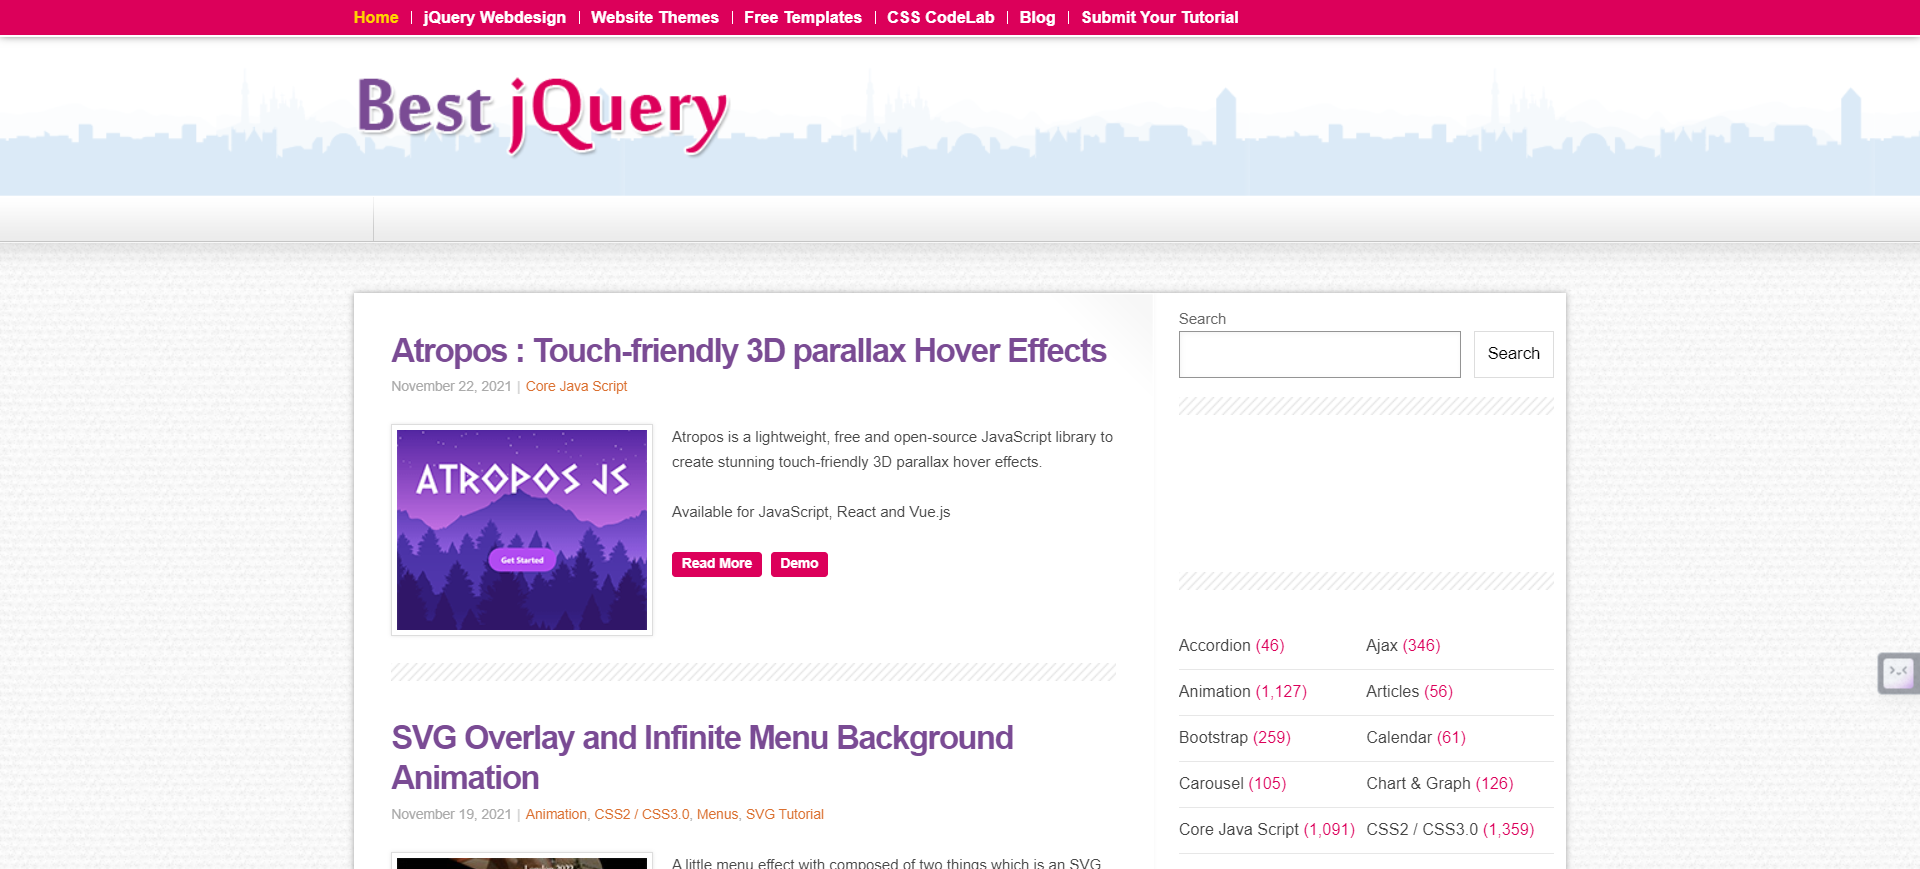 Home jQuery Webdesign Website Themes Free Templates CSS CodeLab Blog Submit Your Tutorial
Best jQuery
Atropos : Touch-friendly 3D parallax Hover Effects
November 22, 2021 | Core Java Script
ATROPOS JS
Get Started
Atropos is a lightweight, free and open-source JavaScript library to
create stunning touch-friendly 3D parallax hover effects.
Available for JavaScript, React and Vue.js
Read More Demo
SVG Overlay and Infinite Menu Background
Animation
November 19, 2021 | Animation, CSS2 / CSS3.0, Menus, SVG Tutorial
A little menu effect with composed of two things which is an SVG
Search
Search
Accordion (46) Ajax (346)
Animation (1,127) Articles (56)
Bootstrap (259) Calendar (61)
Carousel (105) Chart & Graph (126)
Core Java Script (1,091) CSS2 / CSS3.0 (1,359)